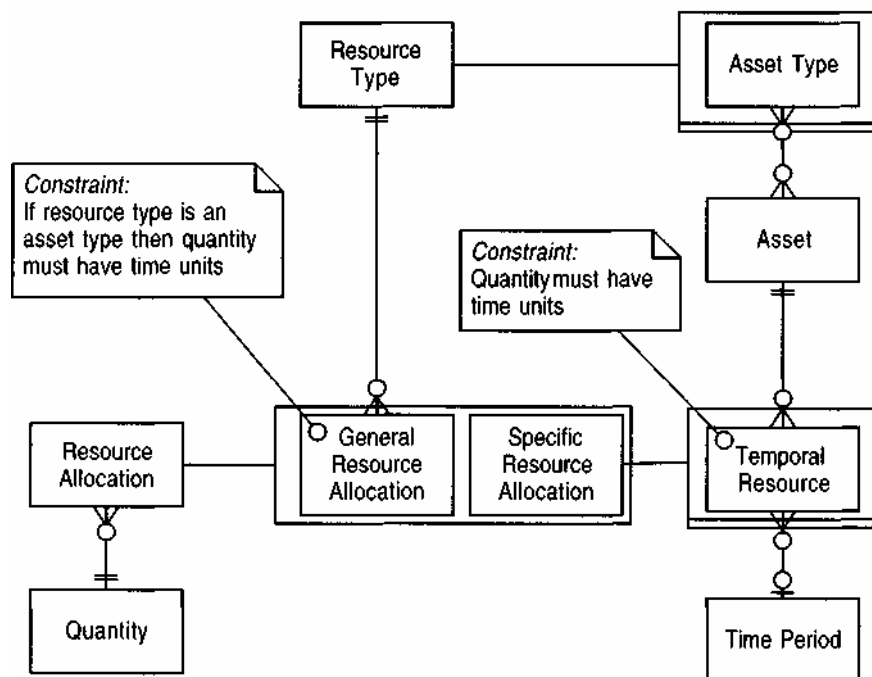 Resource
Type
Asset Type
Constraint:
If resource type is an
asset type then quantity
must have time units
Constraint:
Quantity must have
time units
Asset
Resource
Allocation
General
Resource
Allocation
Specific
Resource
Allocation
Temporal
Resource
Quantity
Time Period